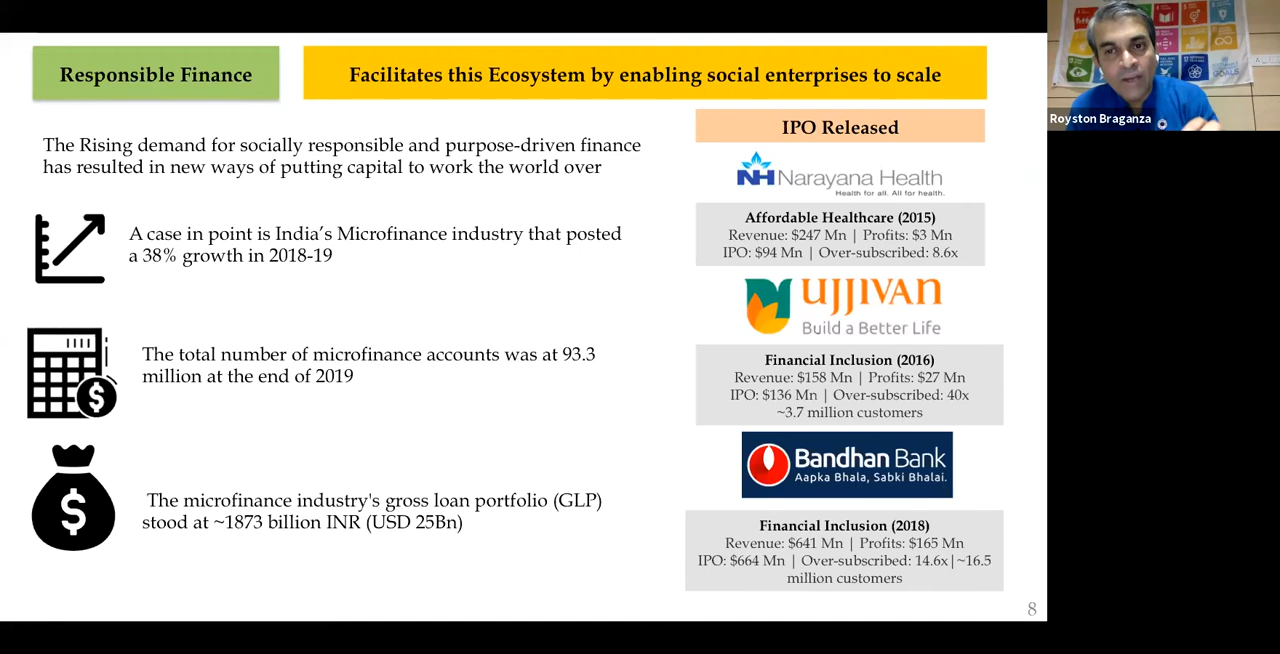 Responsible Finance
Facilitates this Ecosystem by enabling social enterprises to scale
The Rising demand for socially responsible and purpose-driven finance
has resulted in new ways of putting capital to work the world over
A case in point is India's Microfinance industry that posted
a 38% growth in 2018-19
The total number of microfinance accounts was at 93.3
million at the end of 2019
The microfinance industry's gross loan portfolio (GLP)
stood at ~1873 billion INR (USD 25Bn)
IPO Released
NH Narayana Health
Health for all. All for health.
Affordable Healthcare (2015)
Revenue: $247 Mn | Profits: $3 Mn
IPO: $94 Mn | Over-subscribed: 8.6x
UJJIVAN
Build a Better Life
Financial Inclusion (2016)
Revenue: $158 Mn | Profits: $27 Mn
IPO: $136 Mn | Over-subscribed: 40x
~3.7 million customers
Bandhan Bank
Aapka Bhala, Sabki Bhalai.
Financial Inclusion (2018)
Revenue: $641 Mn | Profits: $165 Mn
IPO: $664 Mn | Over-subscribed: 14.6x|~16.5
million customers
8
Royston Braganza
GOALS